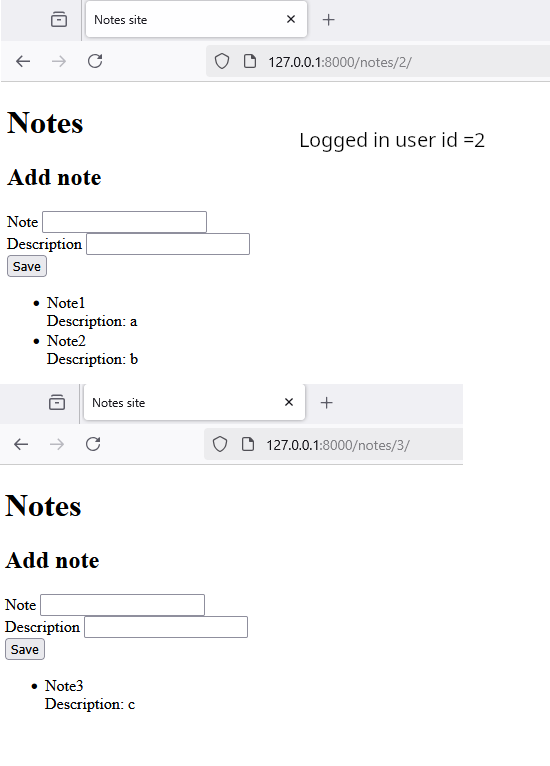 Notes site
127.0.0.1:8000/notes/2/
Notes
Logged in user id =2
Add note
Note
Description
Save
Note1
Description: a
Note2
Description: b
Notes site
127.0.0.1:8000/notes/3/
Notes
Add note
Note
Description
Save
Note3
Description: c